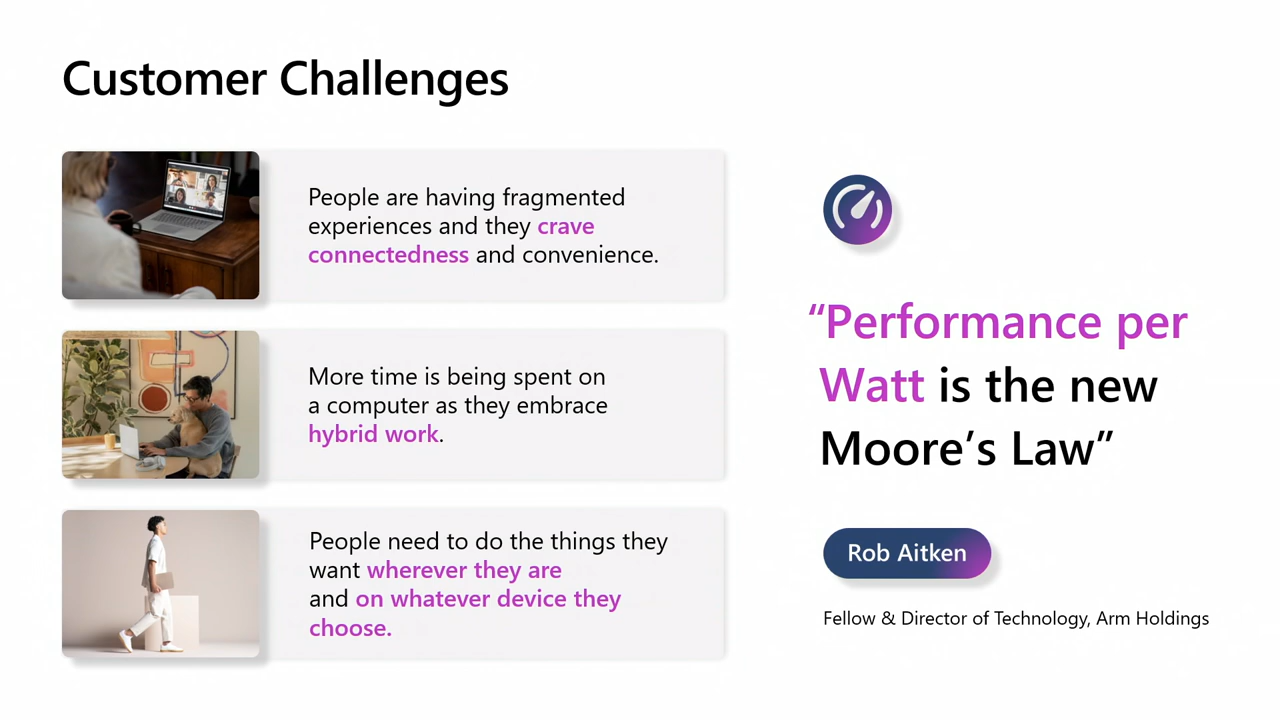 Customer Challenges
People are having fragmented
experiences and they crave
connectedness and convenience.
More time is being spent on
a computer as they embrace
hybrid work.
People need to do the things they
want wherever they are
and on whatever device they
choose.
“Performance per
Watt is the new
Moore’s Law”
Rob Aitken
Fellow & Director of Technology, Arm Holdings